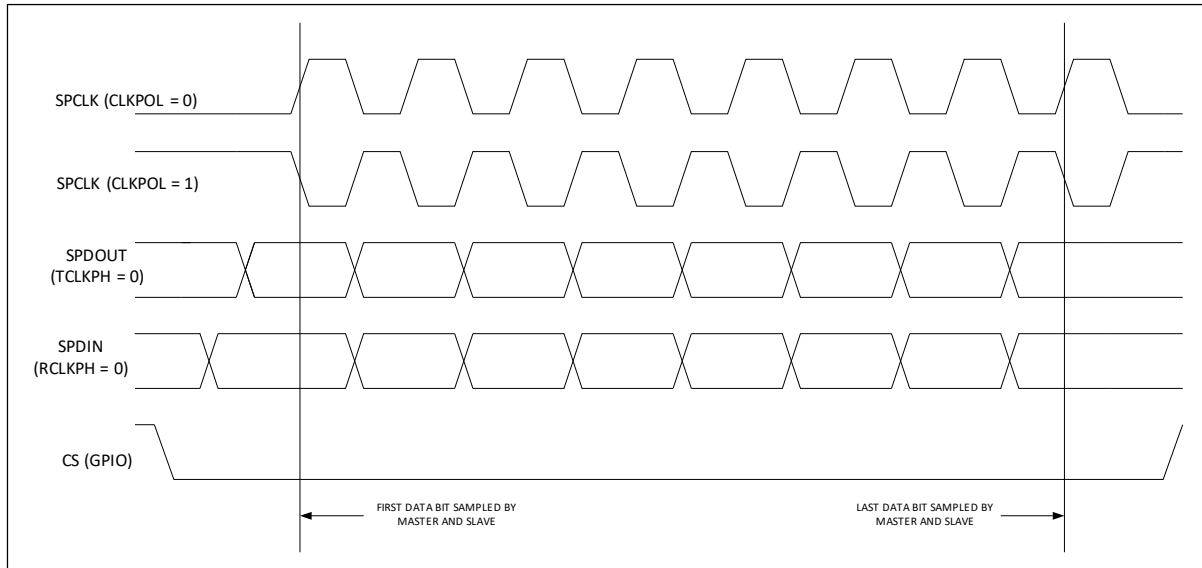 SPCLK (CLKPOL = 0)
SPCLK (CLKPOL = 1)
SPDOUT
(TCLKPH = 0)
SPDIN
(RCLKPH = 0)
CS (GPIO)
FIRST DATA BIT SAMPLED BY
MASTER AND SLAVE
LAST DATA BIT SAMPLED BY
MASTER AND SLAVE